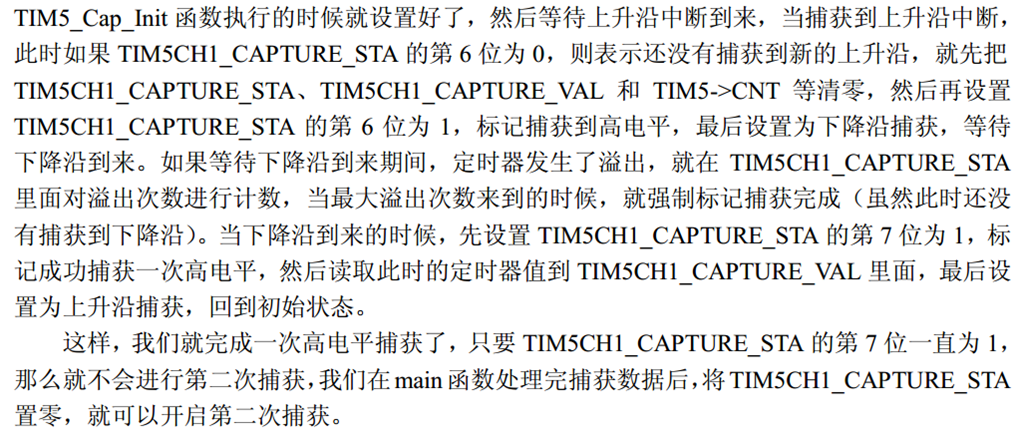 TIM5_Cap_Init 函数执行的时候就设置好了，然后等待上升沿中断到来，当捕获到上升沿中断，
此时如果 TIM5CH1_CAPTURE_STA 的第 6 位为 0，则表示还没有捕获到新的上升沿，就先把
TIM5CH1_CAPTURE_STA、TIM5CH1_CAPTURE_VAL 和 TIM5->CNT 等清零，然后再设置
TIM5CH1_CAPTURE_STA 的第 6 位为 1，标记捕获到高电平，最后设置为下降沿捕获，等待
下降沿到来。如果等待下降沿到来期间，定时器发生了溢出，就在 TIM5CH1_CAPTURE_STA
里面对溢出次数进行计数，当最大溢出次数来到的时候，就强制标记捕获完成（虽然此时还没
有捕获到下降沿）。当下降沿到来的时候，先设置 TIM5CH1_CAPTURE_STA 的第 7 位为 1，标
记成功捕获一次高电平，然后读取此时的定时器值到 TIM5CH1_CAPTURE_VAL 里面，最后设
置为上升沿捕获，回到初始状态。
这样，我们就完成一次高电平捕获了，只要 TIM5CH1_CAPTURE_STA 的第 7 位一直为 1，
那么就不会进行第二次捕获，我们在 main 函数处理完捕获数据后，将 TIM5CH1_CAPTURE_STA
置零，就可以开启第二次捕获。